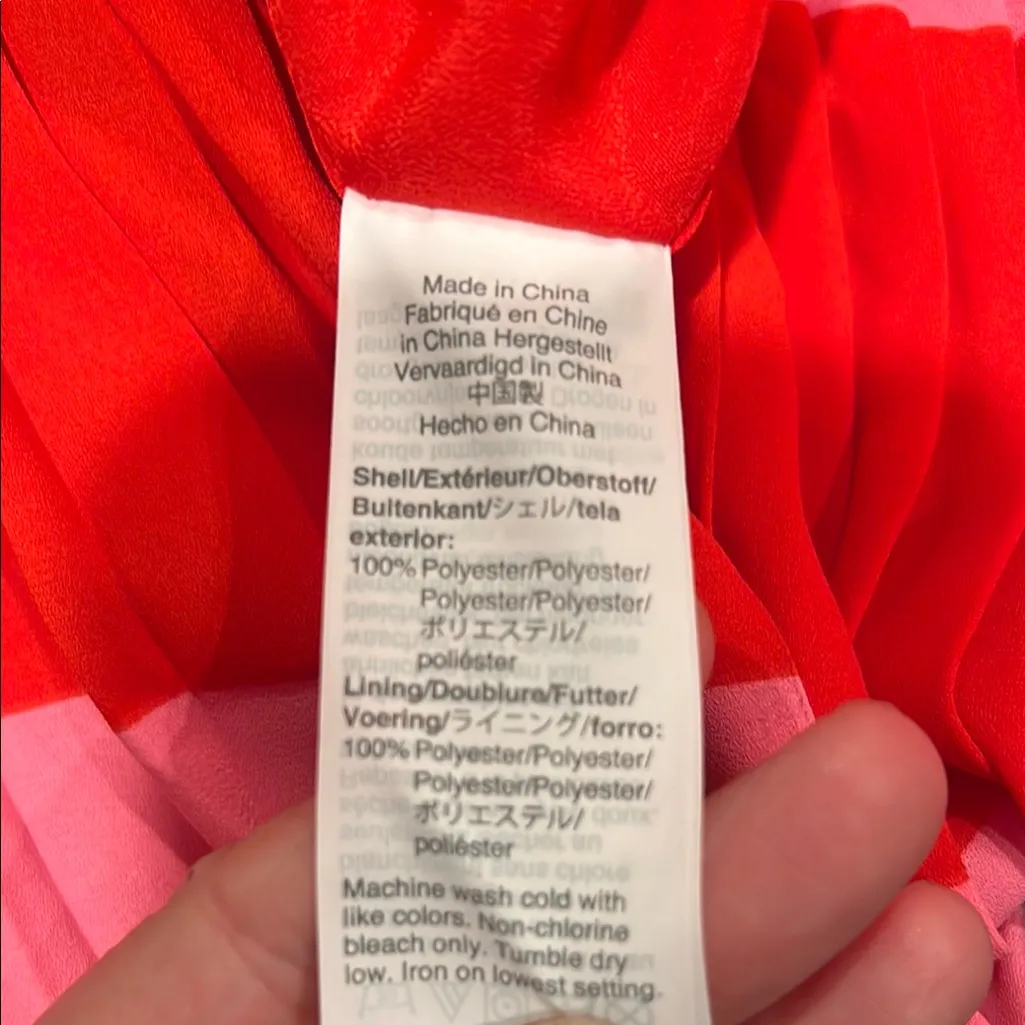 Made in China
Fabriqué en Chine
in China Hergestellt
Vervaardigd in China
中国製
Hecho en China
Shell/Extérieur/Oberstoff/
Buitenkant/シェル/tela
exterior:
100% Polyester/Polyester/
Polyester/Polyester/
ポリエステル/
poliéster
Lining/Doublure/Futter/
Voering/ライニング/forro:
100% Polyester/Polyester/
Polyester/Polyester/
ポリエステル/
poliéster
Machine wash cold with
like colors. Non-chlorine
bleach only. Tumble dry
low. Iron on lowest setting.